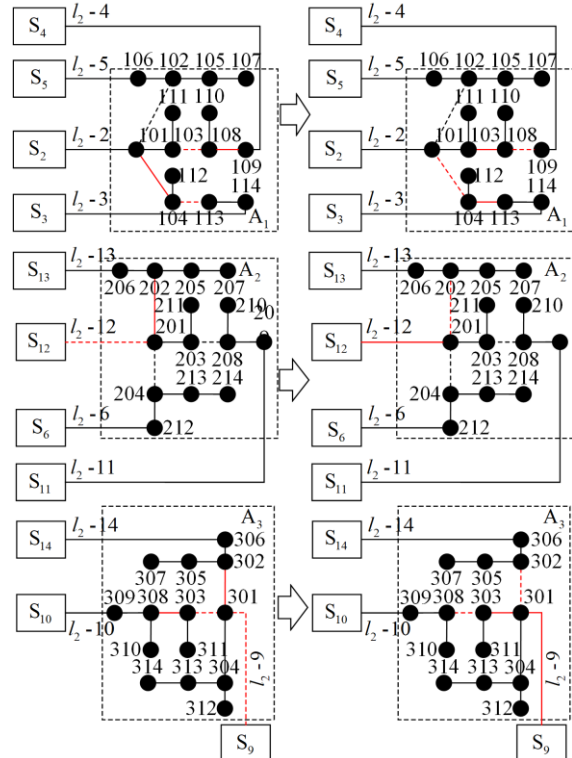 S₄ l₂-4 S₄ l₂-4
S₅ l₂-5 106 102 105 107 S₅ l₂-5 106 102 105 107
111 110 111 110
S₂ l₂-2 101 103 108 S₂ l₂-2 101 103 108
109 109
112 114 112 114
S₃ l₂-3 104 113 A₁ S₃ l₂-3 104 113 A₁
S₁₃ l₂-13 A₂ S₁₃ l₂-13 A₂
206 202 205 207 206 202 205 207
211 210 20 211 210
S₁₂ l₂-12 201 9 S₁₂ l₂-12 201
203 208 203 208
213 214 213 214
204 204
S₆ l₂-6 212 S₆ l₂-6 212
S₁₁ l₂-11 S₁₁ l₂-11
A₃ A₃
S₁₄ l₂-14 306 S₁₄ l₂-14 306
302 302
307 305 307 305
309 308 303 301 309 308 303 301
S₁₀ l₂-10 S₁₀ l₂-10
310 311 310 311
314 313 304 l₂-9 314 313 304 l₂-9
312 312
S₉ S₉